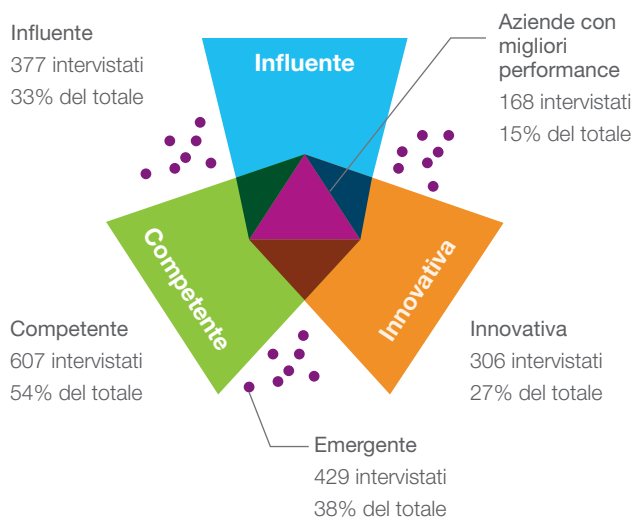 Influente
377 intervistati
33% del totale
Influente
Aziende con
migliori
performance
168 intervistati
15% del totale
Competente
Innovativa
Competente
607 intervistati
54% del totale
Innovativa
306 intervistati
27% del totale
Emergente
429 intervistati
38% del totale